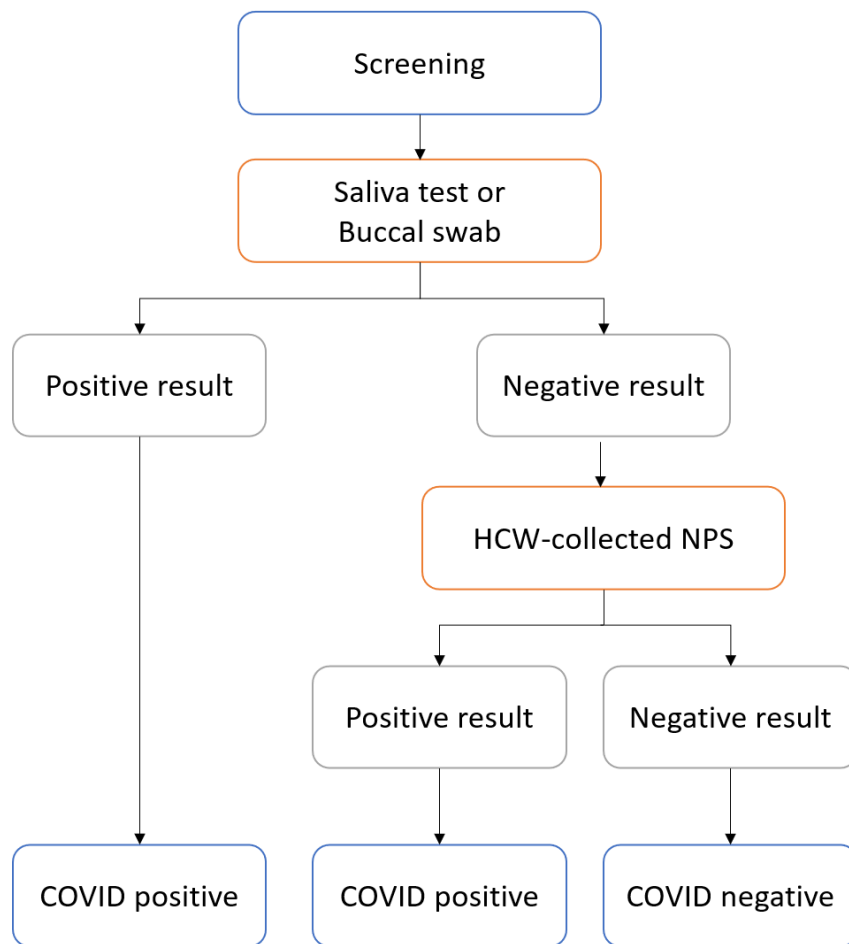 Screening
Saliva test or
Buccal swab
Positive result
Negative result
HCW-collected NPS
Positive result
Negative result
COVID positive
COVID positive
COVID negative